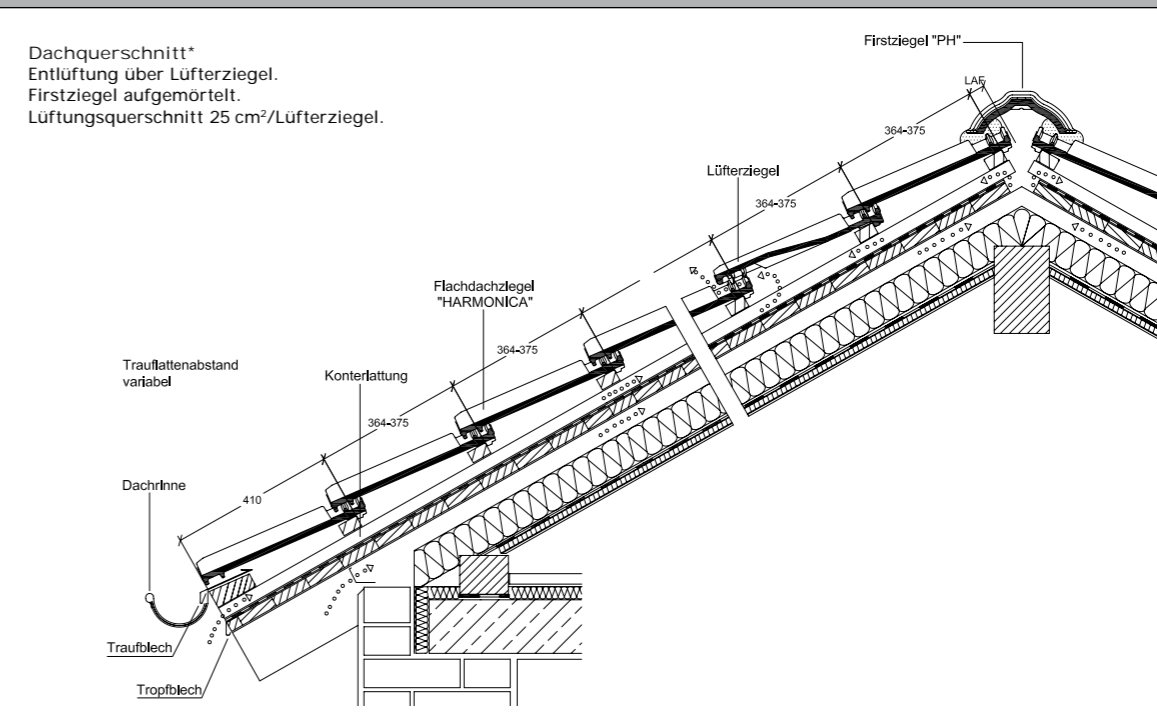 Dachquerschnitt*
Entlüftung über Lüfterziegel.
Firstziegel aufgemörtelt.
Lüftungsquerschnitt 25 cm²/Lüfterziegel.
Firstziegel "PH"
LAF
364-375
Lüfterziegel
364-375
Flachdachziegel
"HARMONICA"
364-375
Trauflattenabstand
variabel
Konterlattung
364-375
Dachrinne
410
Traufblech
Tropfblech